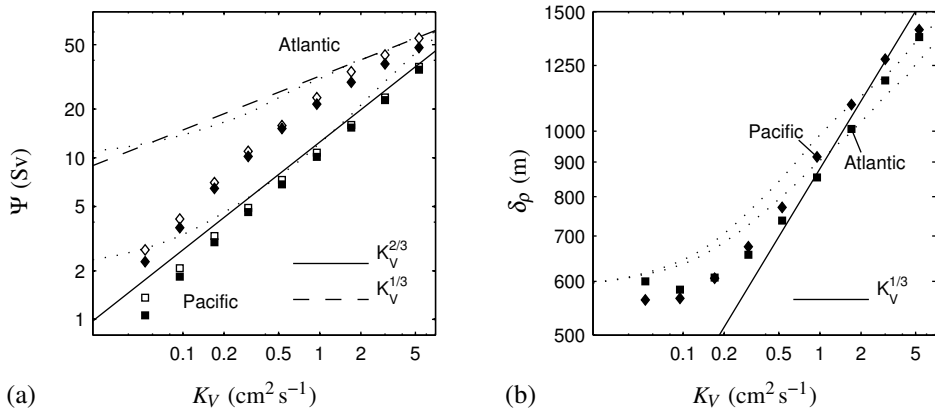 50
20
10
5
2
1
Ψ (Sv)
Atlantic
Pacific
K_V^{2/3}
K_V^{1/3}
0.1 0.2 0.5 1 2 5
(a) K_V (cm² s⁻¹)
1500
1250
1000
900
800
700
600
500
δ_ρ (m)
Pacific
Atlantic
K_V^{1/3}
0.1 0.2 0.5 1 2 5
(b) K_V (cm² s⁻¹)